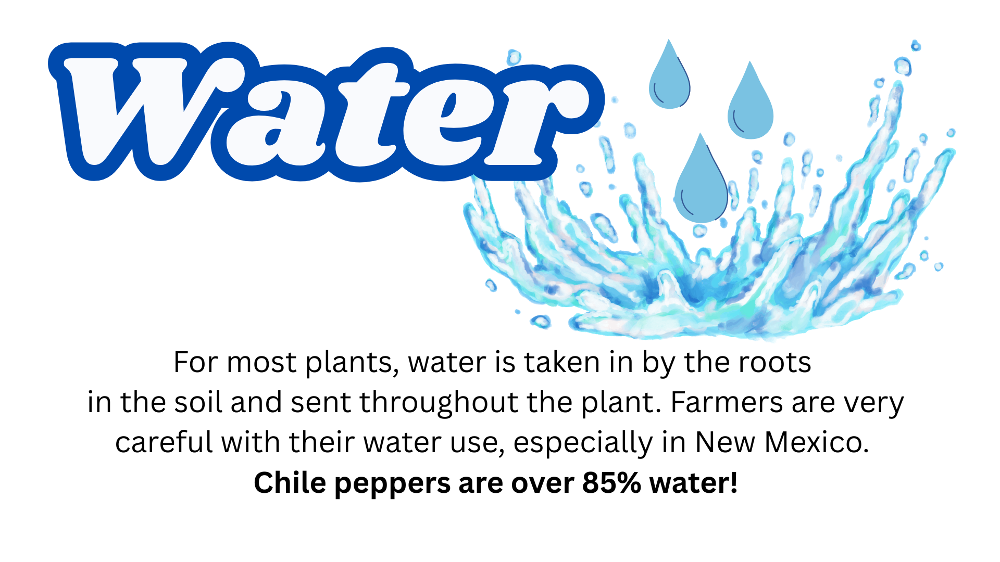 Water
For most plants, water is taken in by the roots
in the soil and sent throughout the plant. Farmers are very
careful with their water use, especially in New Mexico.
Chile peppers are over 85% water!